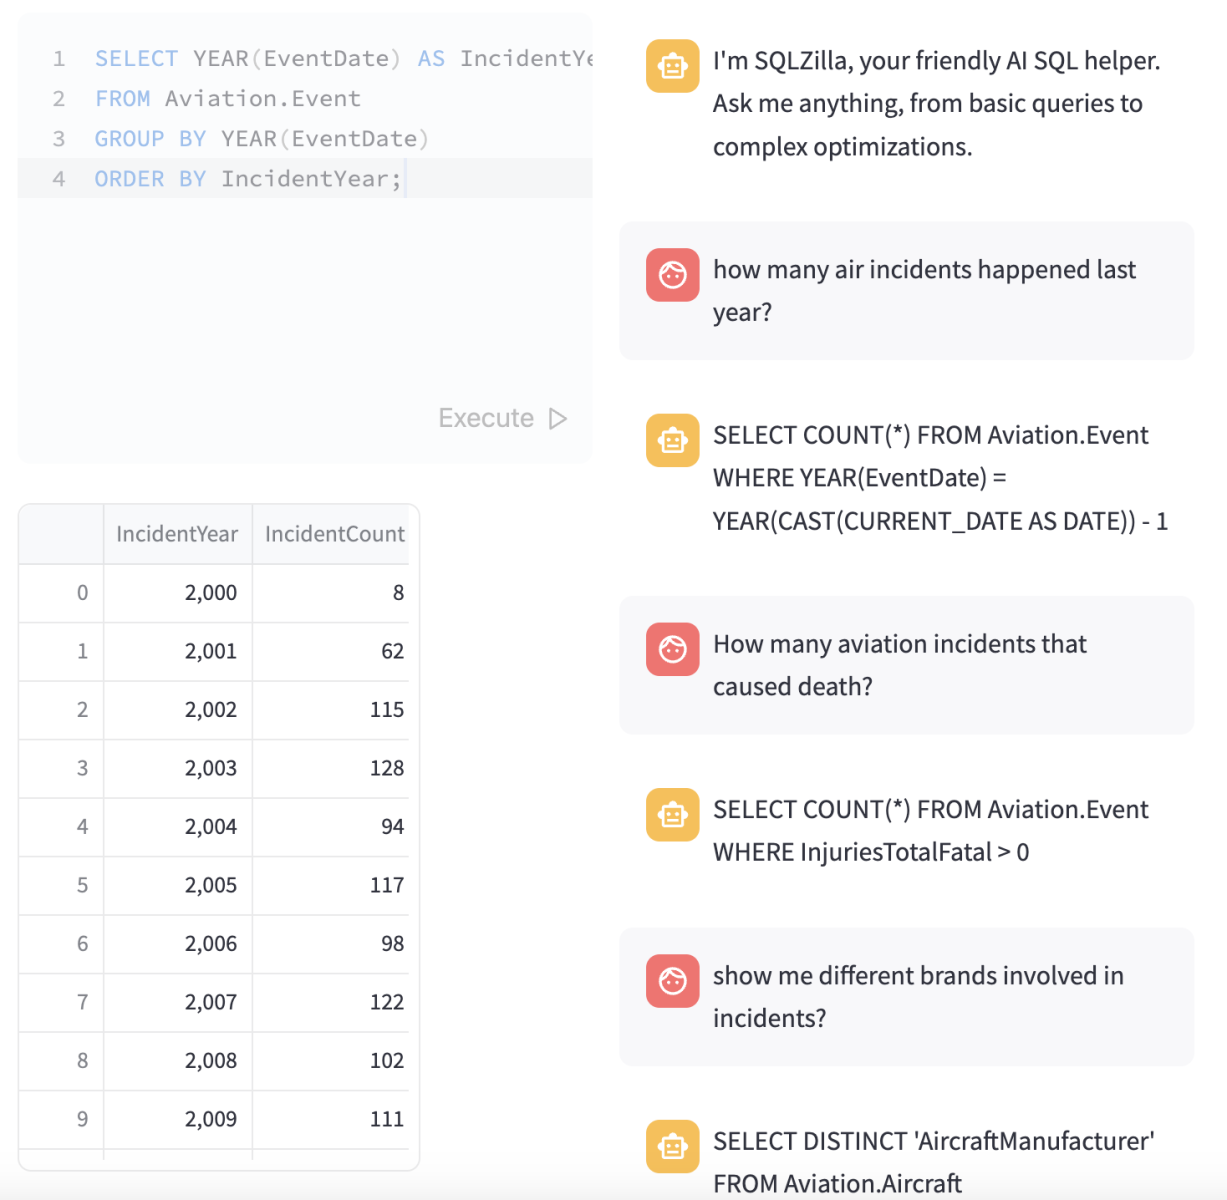 1 SELECT YEAR(EventDate) AS IncidentYe
2 FROM Aviation.Event
3 GROUP BY YEAR(EventDate)
4 ORDER BY IncidentYear;
Execute
IncidentYear IncidentCount
0 2,000 8
1 2,001 62
2 2,002 115
3 2,003 128
4 2,004 94
5 2,005 117
6 2,006 98
7 2,007 122
8 2,008 102
9 2,009 111
I'm SQLZilla, your friendly AI SQL helper.
Ask me anything, from basic queries to
complex optimizations.
how many air incidents happened last
year?
SELECT COUNT(*) FROM Aviation.Event
WHERE YEAR(EventDate) =
YEAR(CAST(CURRENT_DATE AS DATE)) - 1
How many aviation incidents that
caused death?
SELECT COUNT(*) FROM Aviation.Event
WHERE InjuriesTotalFatal > 0
show me different brands involved in
incidents?
SELECT DISTINCT 'AircraftManufacturer'
FROM Aviation.Aircraft